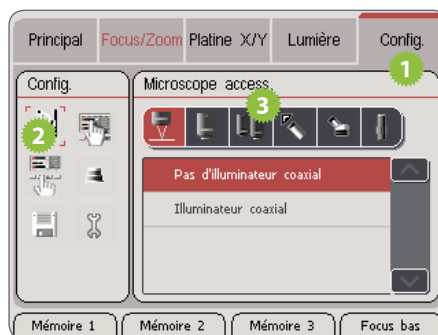 Principal Focus/Zoom Platine X/Y Lumière Config.
1
Config. Microscope access.
2
3
Pas d'illuminateur coaxial
Illuminateur coaxial
Mémoire 1 Mémoire 2 Mémoire 3 Focus bas